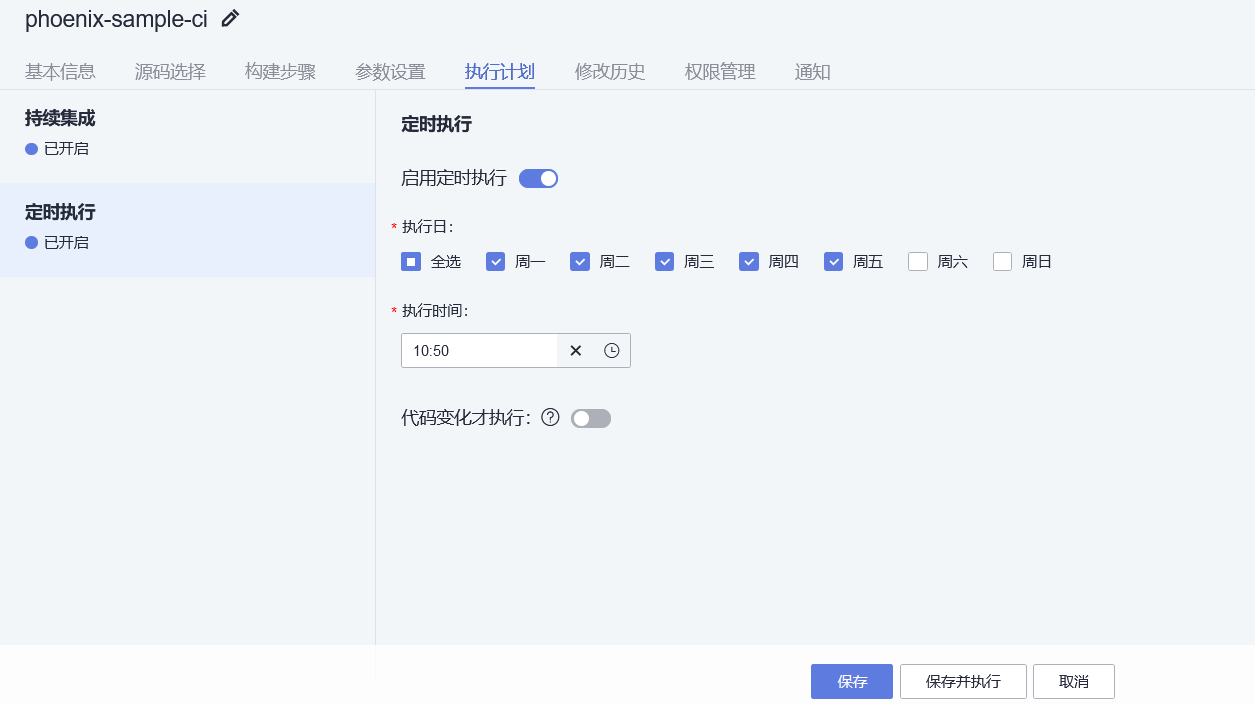 phoenix-sample-ci
基本信息 源码选择 构建步骤 参数设置 执行计划 修改历史 权限管理 通知
持续集成
已开启
定时执行
已开启
定时执行
启用定时执行
* 执行日：
全选 周一 周二 周三 周四 周五 周六 周日
* 执行时间：
10:50
代码变化才执行：
保存 保存并执行 取消